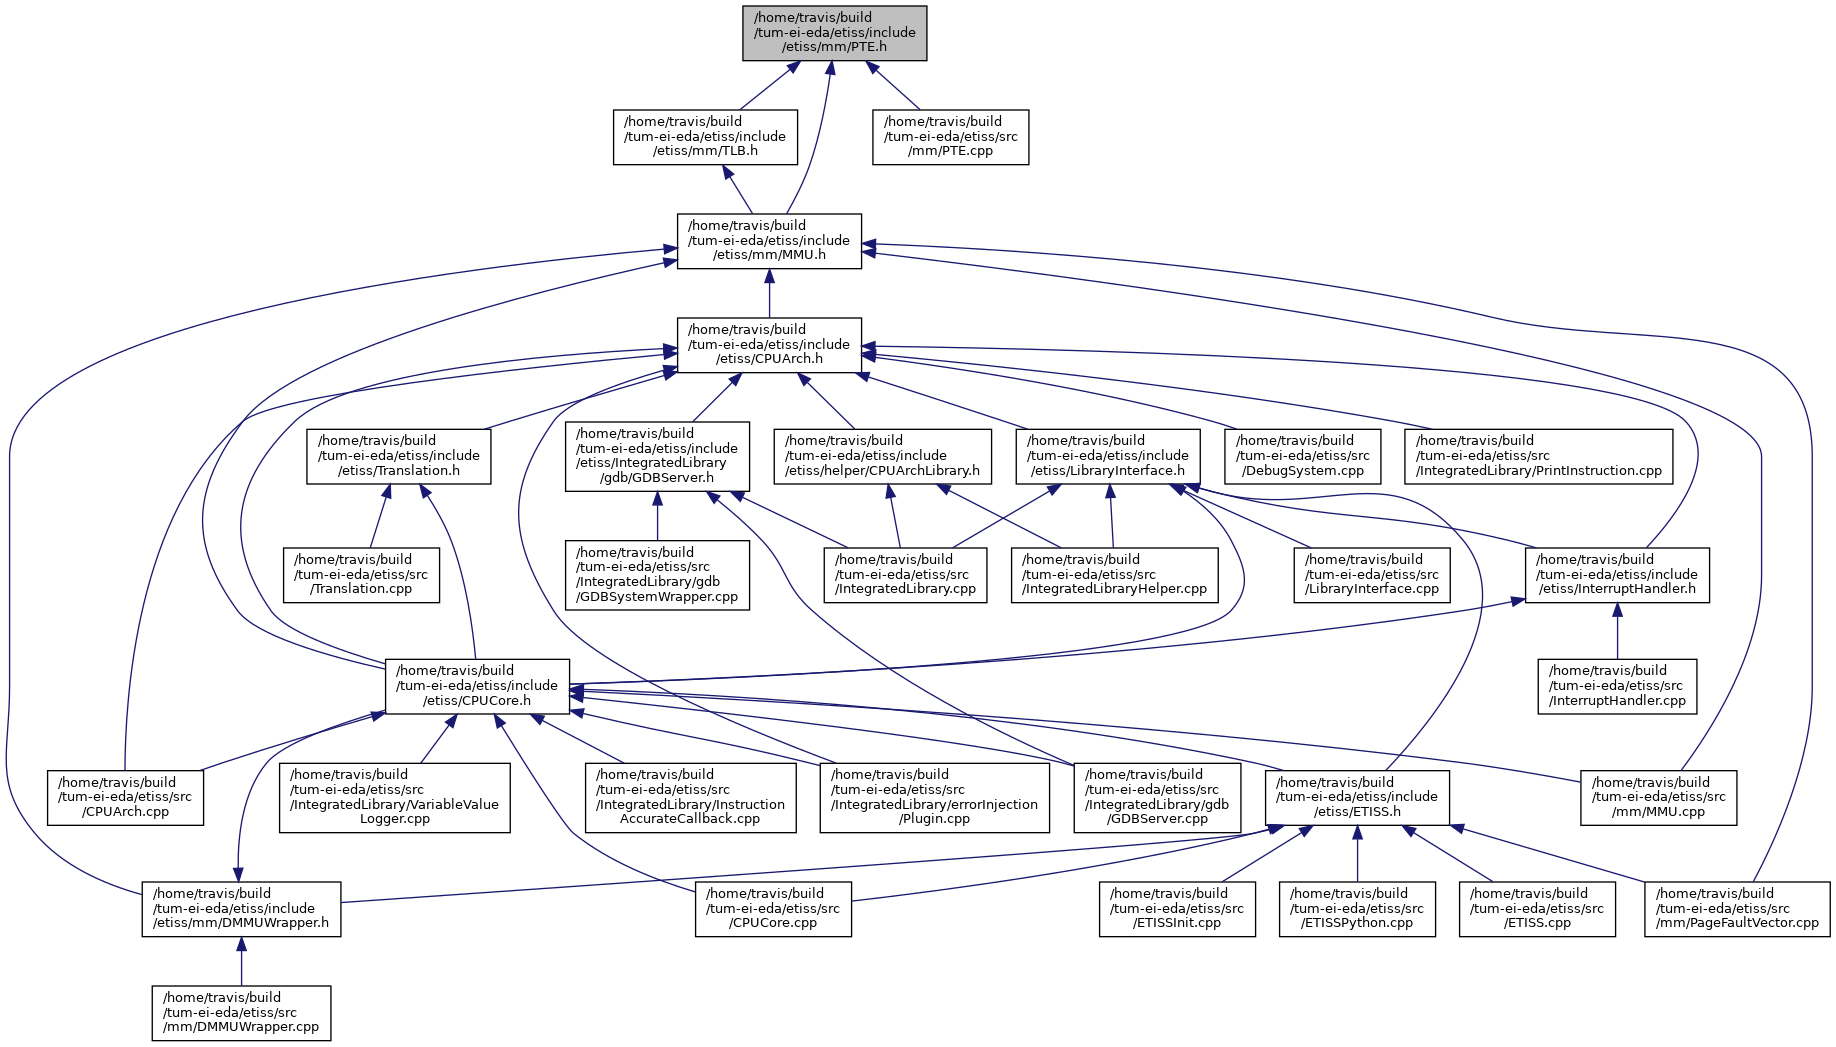 /home/travis/build
/tum-ei-eda/etiss/include
/etiss/mm/PTE.h
/home/travis/build
/tum-ei-eda/etiss/include
/etiss/mm/TLB.h
/home/travis/build
/tum-ei-eda/etiss/src
/mm/PTE.cpp
/home/travis/build
/tum-ei-eda/etiss/include
/etiss/mm/MMU.h
/home/travis/build
/tum-ei-eda/etiss/include
/etiss/CPUArch.h
/home/travis/build
/tum-ei-eda/etiss/include
/etiss/Translation.h
/home/travis/build
/tum-ei-eda/etiss/include
/etiss/IntegratedLibrary
/gdb/GDBServer.h
/home/travis/build
/tum-ei-eda/etiss/include
/etiss/helper/CPUArchLibrary.h
/home/travis/build
/tum-ei-eda/etiss/include
/etiss/LibraryInterface.h
/home/travis/build
/tum-ei-eda/etiss/src
/DebugSystem.cpp
/home/travis/build
/tum-ei-eda/etiss/src
/IntegratedLibrary/PrintInstruction.cpp
/home/travis/build
/tum-ei-eda/etiss/src
/Translation.cpp
/home/travis/build
/tum-ei-eda/etiss/src
/IntegratedLibrary/gdb
/GDBSystemWrapper.cpp
/home/travis/build
/tum-ei-eda/etiss/src
/IntegratedLibrary.cpp
/home/travis/build
/tum-ei-eda/etiss/src
/IntegratedLibraryHelper.cpp
/home/travis/build
/tum-ei-eda/etiss/src
/LibraryInterface.cpp
/home/travis/build
/tum-ei-eda/etiss/include
/etiss/InterruptHandler.h
/home/travis/build
/tum-ei-eda/etiss/include
/etiss/CPUCore.h
/home/travis/build
/tum-ei-eda/etiss/src
/InterruptHandler.cpp
/home/travis/build
/tum-ei-eda/etiss/src
/CPUArch.cpp
/home/travis/build
/tum-ei-eda/etiss/src
/IntegratedLibrary/VariableValue
Logger.cpp
/home/travis/build
/tum-ei-eda/etiss/src
/IntegratedLibrary/Instruction
AccurateCallback.cpp
/home/travis/build
/tum-ei-eda/etiss/src
/IntegratedLibrary/errorInjection
/Plugin.cpp
/home/travis/build
/tum-ei-eda/etiss/src
/IntegratedLibrary/gdb
/GDBServer.cpp
/home/travis/build
/tum-ei-eda/etiss/include
/etiss/ETISS.h
/home/travis/build
/tum-ei-eda/etiss/src
/mm/MMU.cpp
/home/travis/build
/tum-ei-eda/etiss/include
/etiss/mm/DMMUWrapper.h
/home/travis/build
/tum-ei-eda/etiss/src
/CPUCore.cpp
/home/travis/build
/tum-ei-eda/etiss/src
/ETISSInit.cpp
/home/travis/build
/tum-ei-eda/etiss/src
/ETISSPython.cpp
/home/travis/build
/tum-ei-eda/etiss/src
/ETISS.cpp
/home/travis/build
/tum-ei-eda/etiss/src
/mm/PageFaultVector.cpp
/home/travis/build
/tum-ei-eda/etiss/src
/mm/DMMUWrapper.cpp